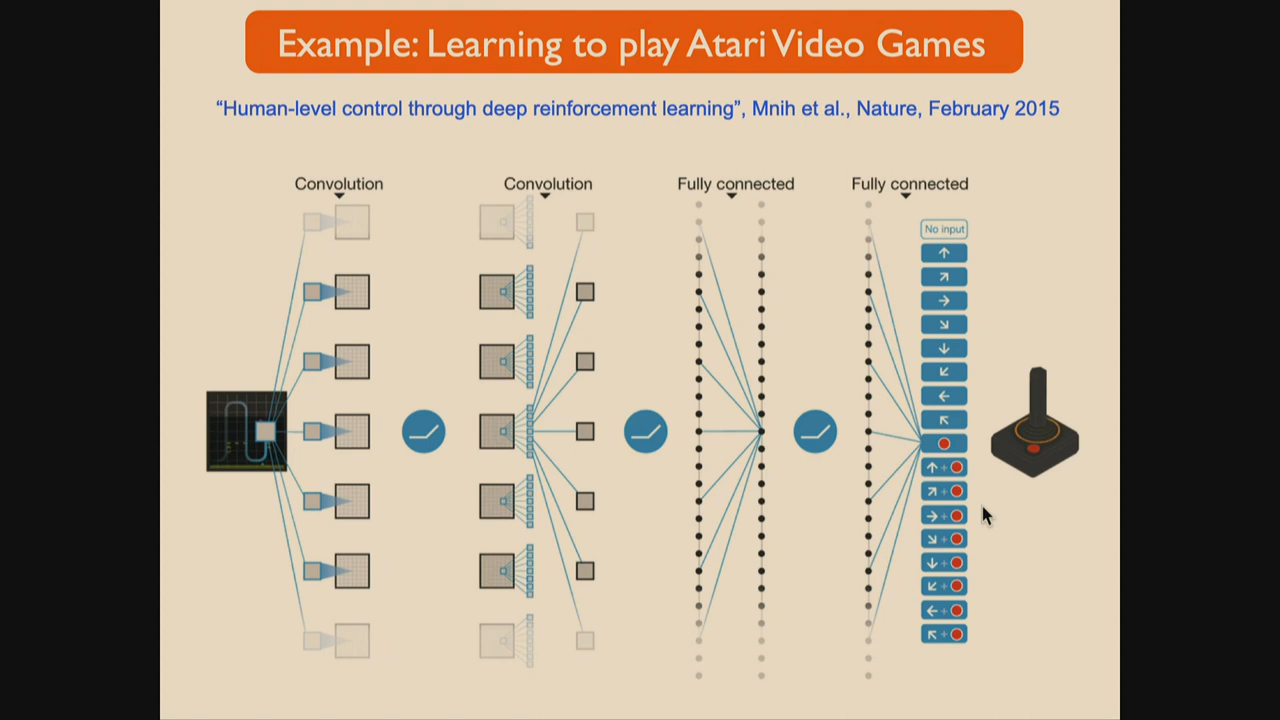 Example: Learning to play Atari Video Games
“Human-level control through deep reinforcement learning”, Mnih et al., Nature, February 2015
Convolution Convolution Fully connected Fully connected
No input